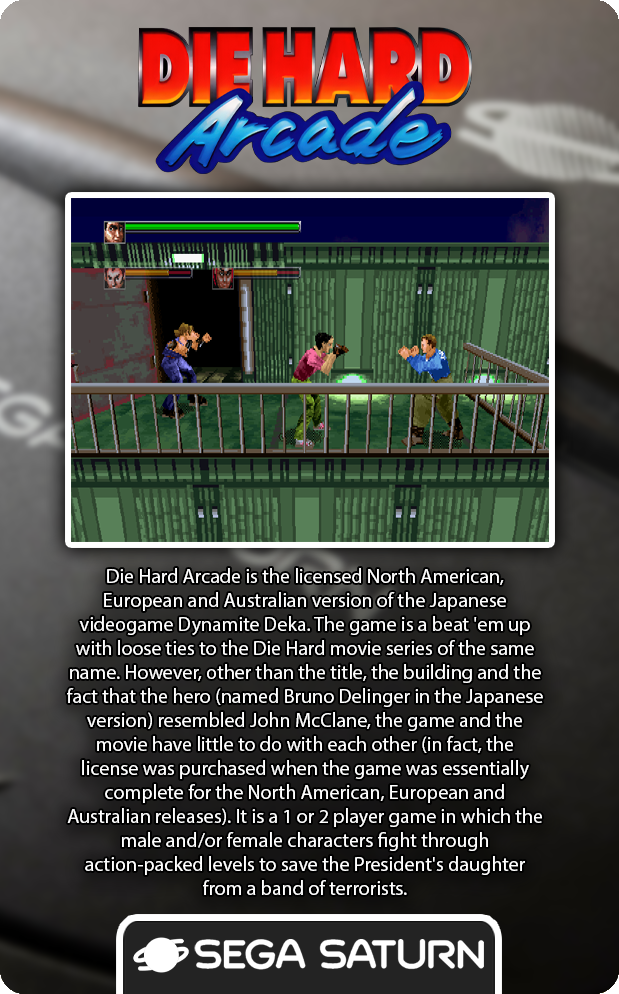 DIE HARD
Arcade
Die Hard Arcade is the licensed North American,
European and Australian version of the Japanese
videogame Dynamite Deka. The game is a beat 'em up
with loose ties to the Die Hard movie series of the same
name. However, other than the title, the building and the
fact that the hero (named Bruno Delinger in the Japanese
version) resembled John McClane, the game and the
movie have little to do with each other (in fact, the
license was purchased when the game was essentially
complete for the North American, European and
Australian releases). It is a 1 or 2 player game in which the
male and/or female characters fight through
action-packed levels to save the President's daughter
from a band of terrorists.
SEGA SATURN